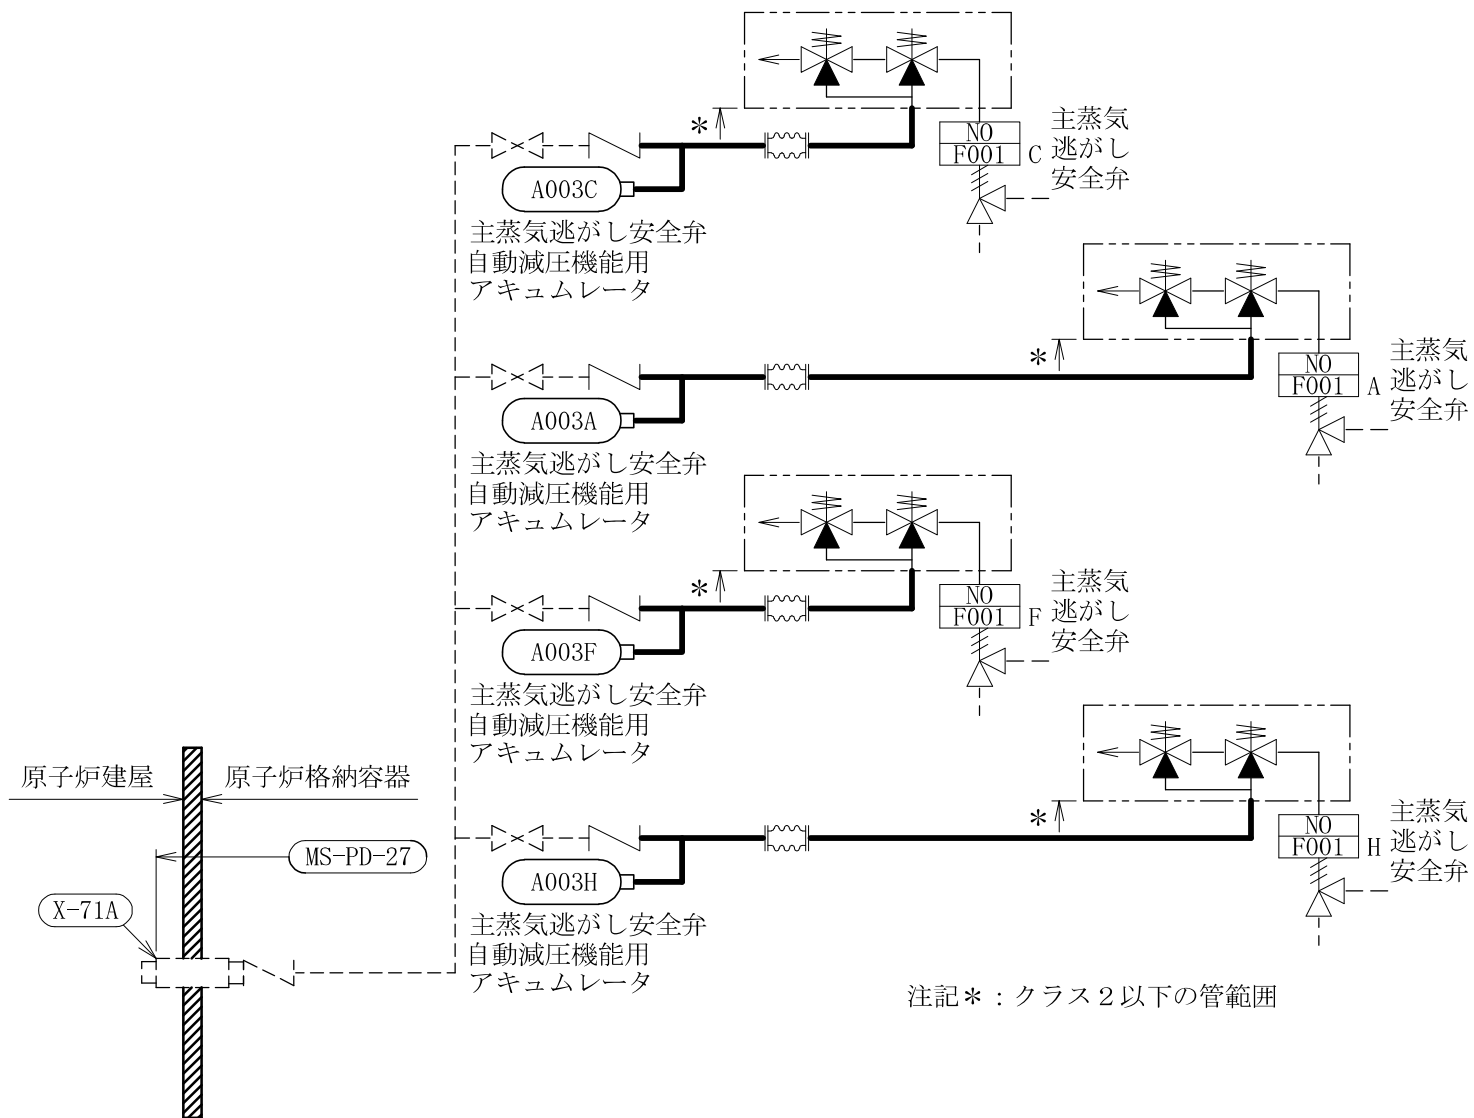 *
NO
F001
C
主蒸気
逃がし
安全弁
A003C
主蒸気逃がし安全弁
自動減圧機能用
アキュムレータ
*
NO
F001
A
主蒸気
逃がし
安全弁
A003A
主蒸気逃がし安全弁
自動減圧機能用
アキュムレータ
*
NO
F001
F
主蒸気
逃がし
安全弁
A003F
主蒸気逃がし安全弁
自動減圧機能用
アキュムレータ
*
NO
F001
H
主蒸気
逃がし
安全弁
A003H
主蒸気逃がし安全弁
自動減圧機能用
アキュムレータ
原子炉建屋
原子炉格納容器
MS-PD-27
X-71A
注記*:クラス2以下の管範囲